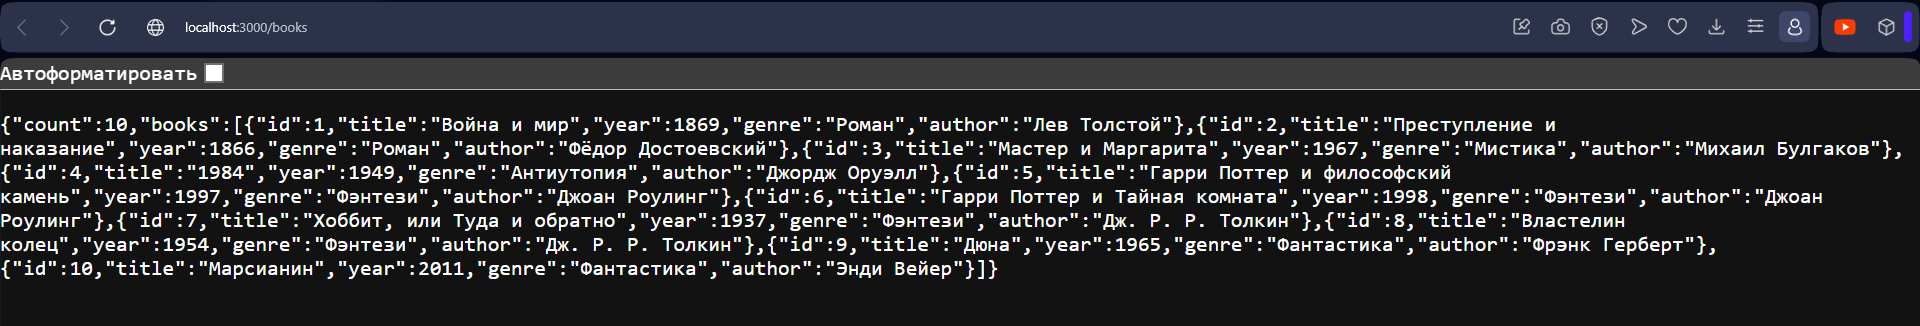 localhost:3000/books
Автоформатировать
{"count":10,"books":[{"id":1,"title":"Война и мир","year":1869,"genre":"Роман","author":"Лев Толстой"},{"id":2,"title":"Преступление и
наказание","year":1866,"genre":"Роман","author":"Фёдор Достоевский"},{"id":3,"title":"Мастер и Маргарита","year":1967,"genre":"Мистика","author":"Михаил Булгаков"},
{"id":4,"title":"1984","year":1949,"genre":"Антиутопия","author":"Джордж Оруэлл"},{"id":5,"title":"Гарри Поттер и философский
камень","year":1997,"genre":"Фэнтези","author":"Джоан Роулинг"},{"id":6,"title":"Гарри Поттер и Тайная комната","year":1998,"genre":"Фэнтези","author":"Джоан
Роулинг"},{"id":7,"title":"Хоббит, или Туда и обратно","year":1937,"genre":"Фэнтези","author":"Дж. Р. Р. Толкин"},{"id":8,"title":"Властелин
колец","year":1954,"genre":"Фэнтези","author":"Дж. Р. Р. Толкин"},{"id":9,"title":"Дюна","year":1965,"genre":"Фантастика","author":"Фрэнк Герберт"},
{"id":10,"title":"Марсианин","year":2011,"genre":"Фантастика","author":"Энди Вейер"}]}